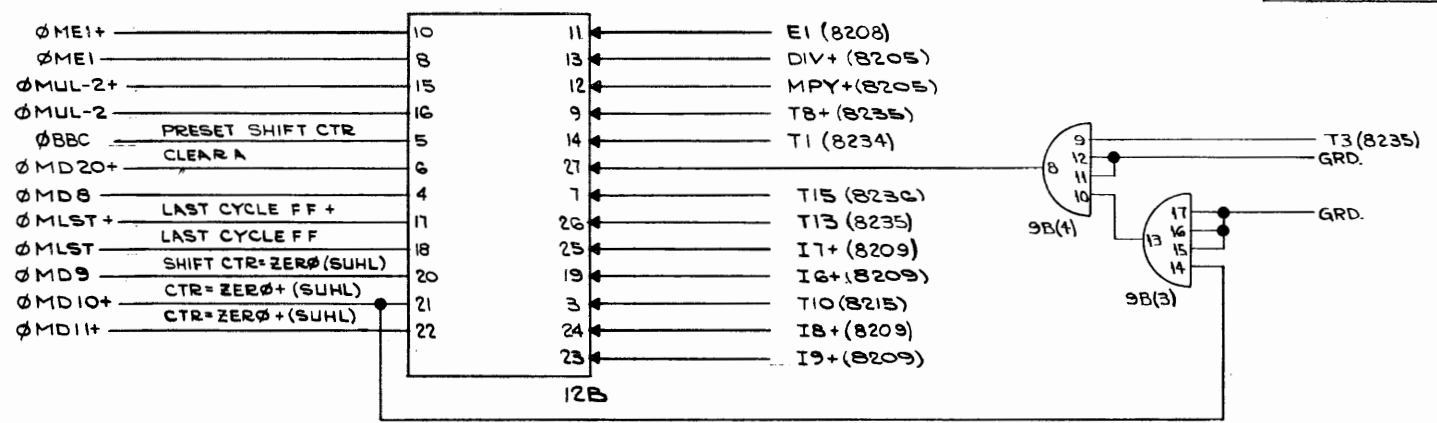 ØME1+ 10 11 E1 (8208)
ØME1 8 13 DIV+ (8205)
ØMUL-2+ 15 12 MPY+(8205)
ØMUL-2 16 9 T8+(8235)
ØBBC PRESET SHIFT CTR 5 14 T1 (8234)
ØMD20+ CLEAR A 6 27
ØMD8 4 7 T15 (8236)
ØMLST+ LAST CYCLE FF + 17 26 T13 (8235)
ØMLST LAST CYCLE FF 18 25 I7+ (8209)
ØMD9 SHIFT CTR=ZERØ (SUHL) 20 19 I6+(8209)
ØMD10+ CTR=ZERØ+ (SUHL) 21 3 T10 (8215)
ØMD11+ CTR=ZERØ+(SUHL) 22 24 I8+(8209)
23 I9+(8209)
12B
8 9 T3 (8235)
12 GRD.
11
10
9B(4)
13 17 GRD.
16
15
14
9B(3)